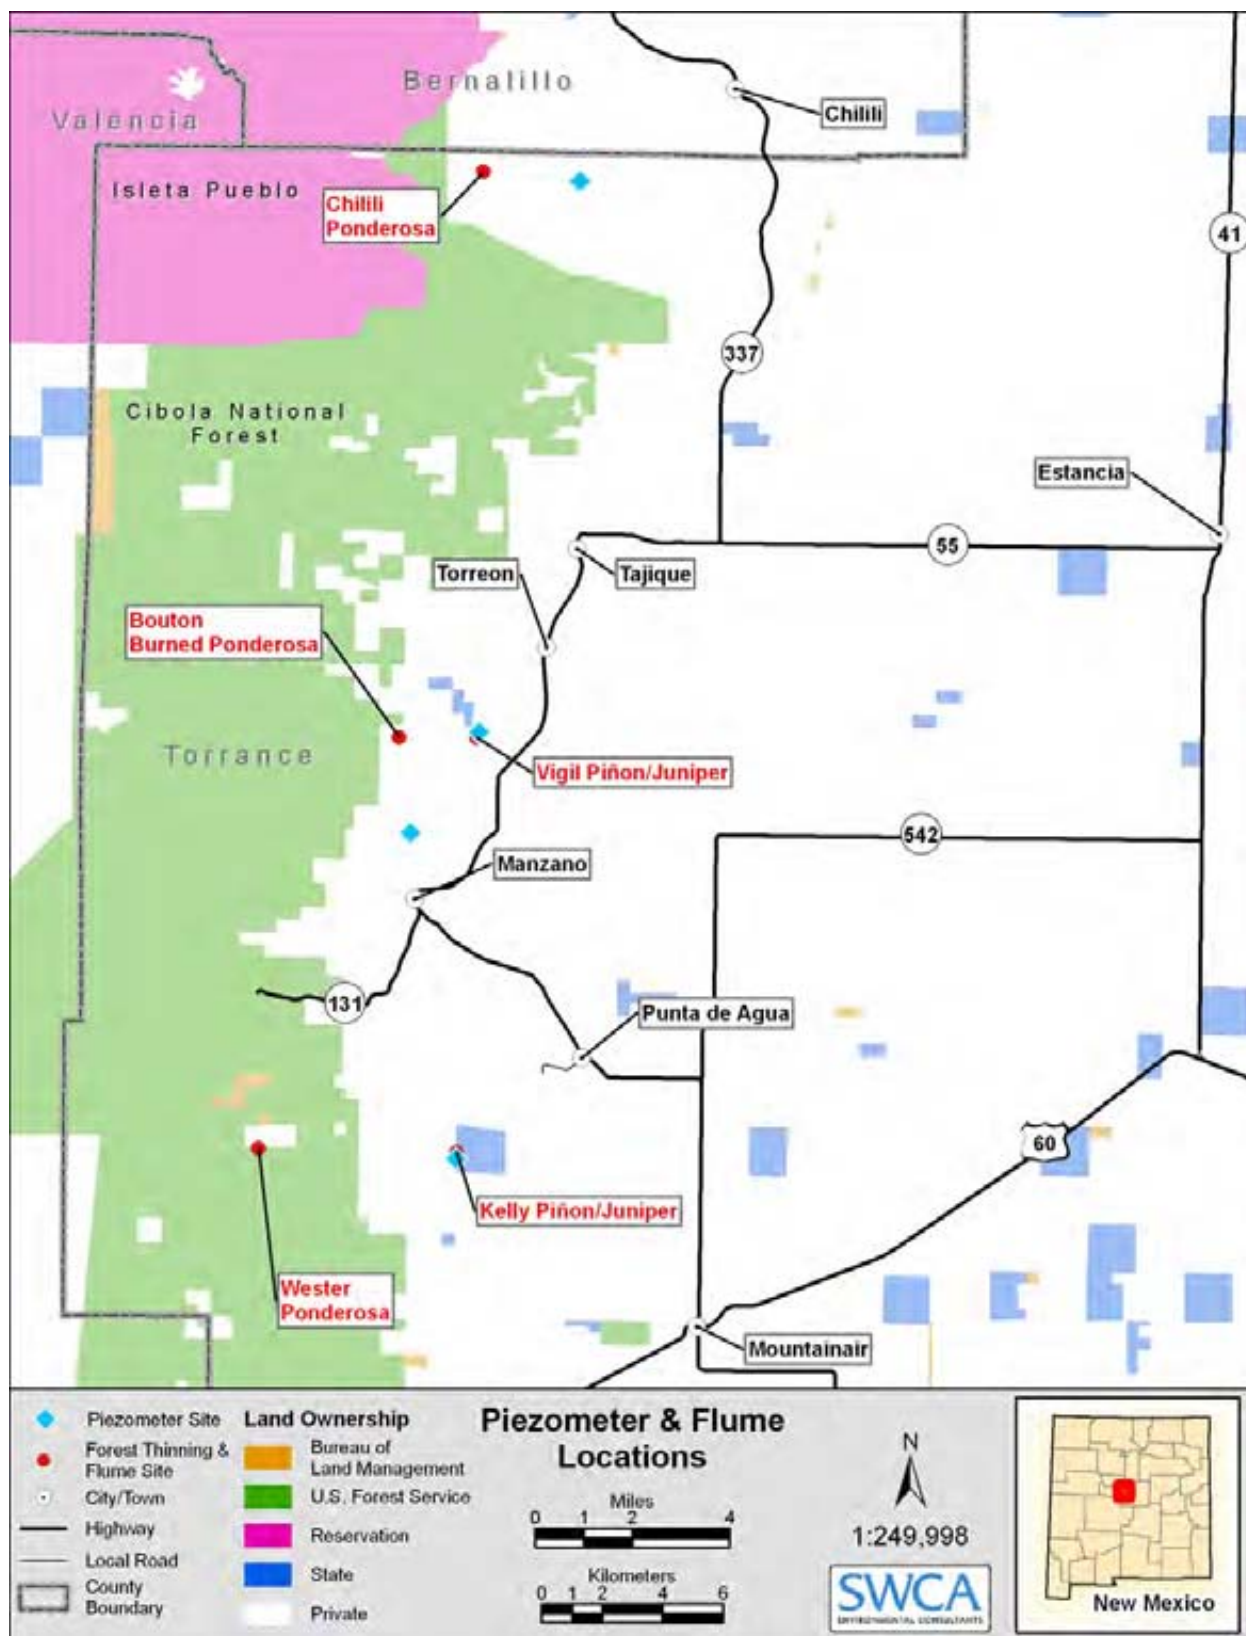 Bernalillo
Valencia
Chilili
Isleta Pueblo
Chilili
Ponderosa
41
337
Cibola National
Forest
Estancia
55
Torreon
Tajique
Bouton
Burned Ponderosa
Torrance
Vigil Piñon/Juniper
542
Manzano
131
Punta de Agua
60
Kelly Piñon/Juniper
Wester
Ponderosa
Mountainair
Piezometer Site
Forest Thinning &
Flume Site
City/Town
Highway
Local Road
County
Boundary
Land Ownership
Bureau of
Land Management
U.S. Forest Service
Reservation
State
Private
Piezometer & Flume
Locations
Miles
0 1 2 4
Kilometers
0 1 2 4 6
N
1:249,998
SWCA
ENVIRONMENTAL CONSULTANTS
New Mexico